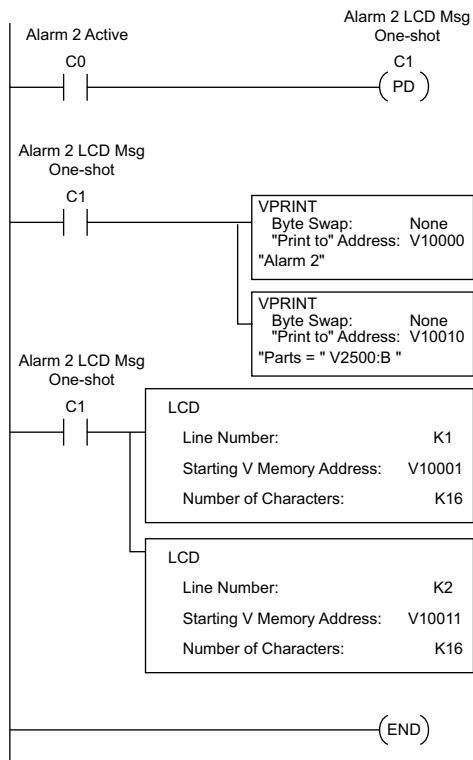 Alarm 2 Active
Alarm 2 LCD Msg
One-shot
C0
C1
PD
Alarm 2 LCD Msg
One-shot
C1
VPRINT
Byte Swap: None
"Print to" Address: V10000
"Alarm 2"
VPRINT
Byte Swap: None
"Print to" Address: V10010
"Parts = " V2500:B "
Alarm 2 LCD Msg
One-shot
C1
LCD
Line Number: K1
Starting V Memory Address: V10001
Number of Characters: K16
LCD
Line Number: K2
Starting V Memory Address: V10011
Number of Characters: K16
END